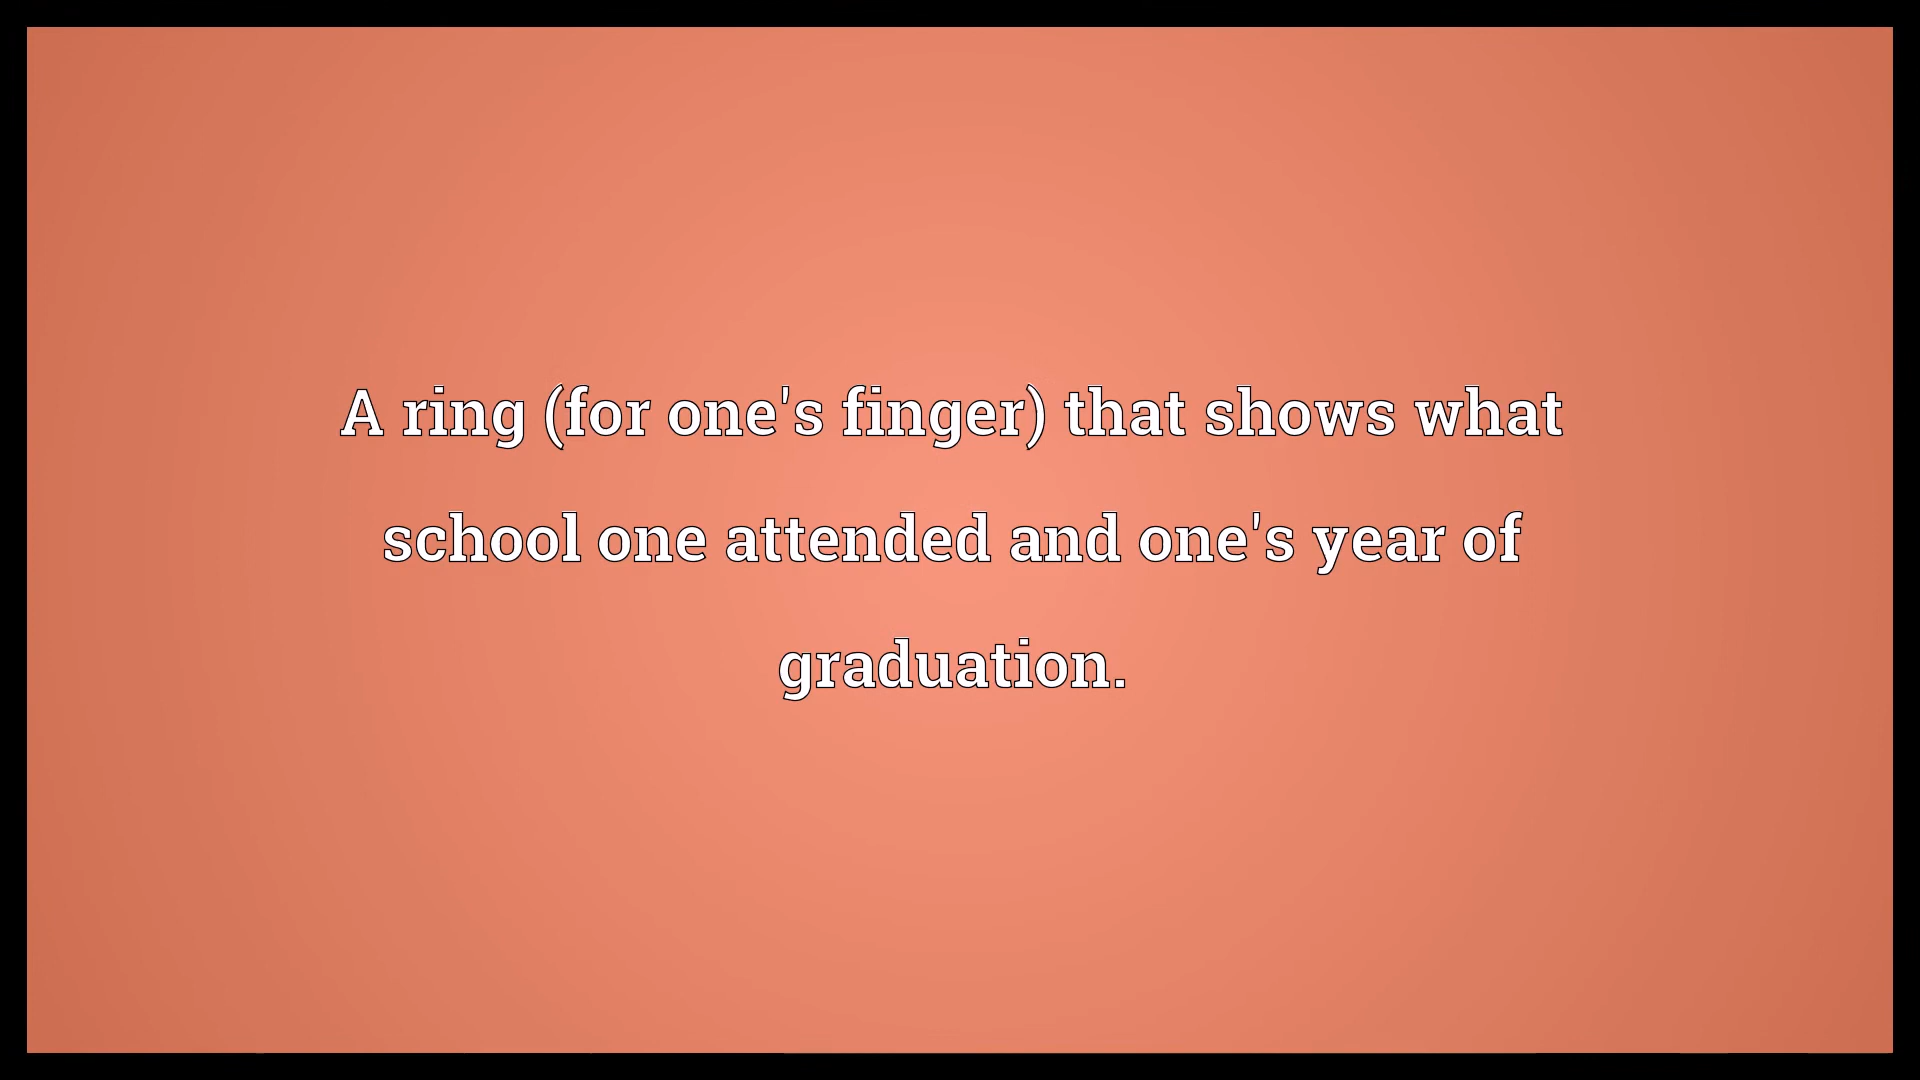 A ring (for one's finger) that shows what
school one attended and one's year of
graduation.